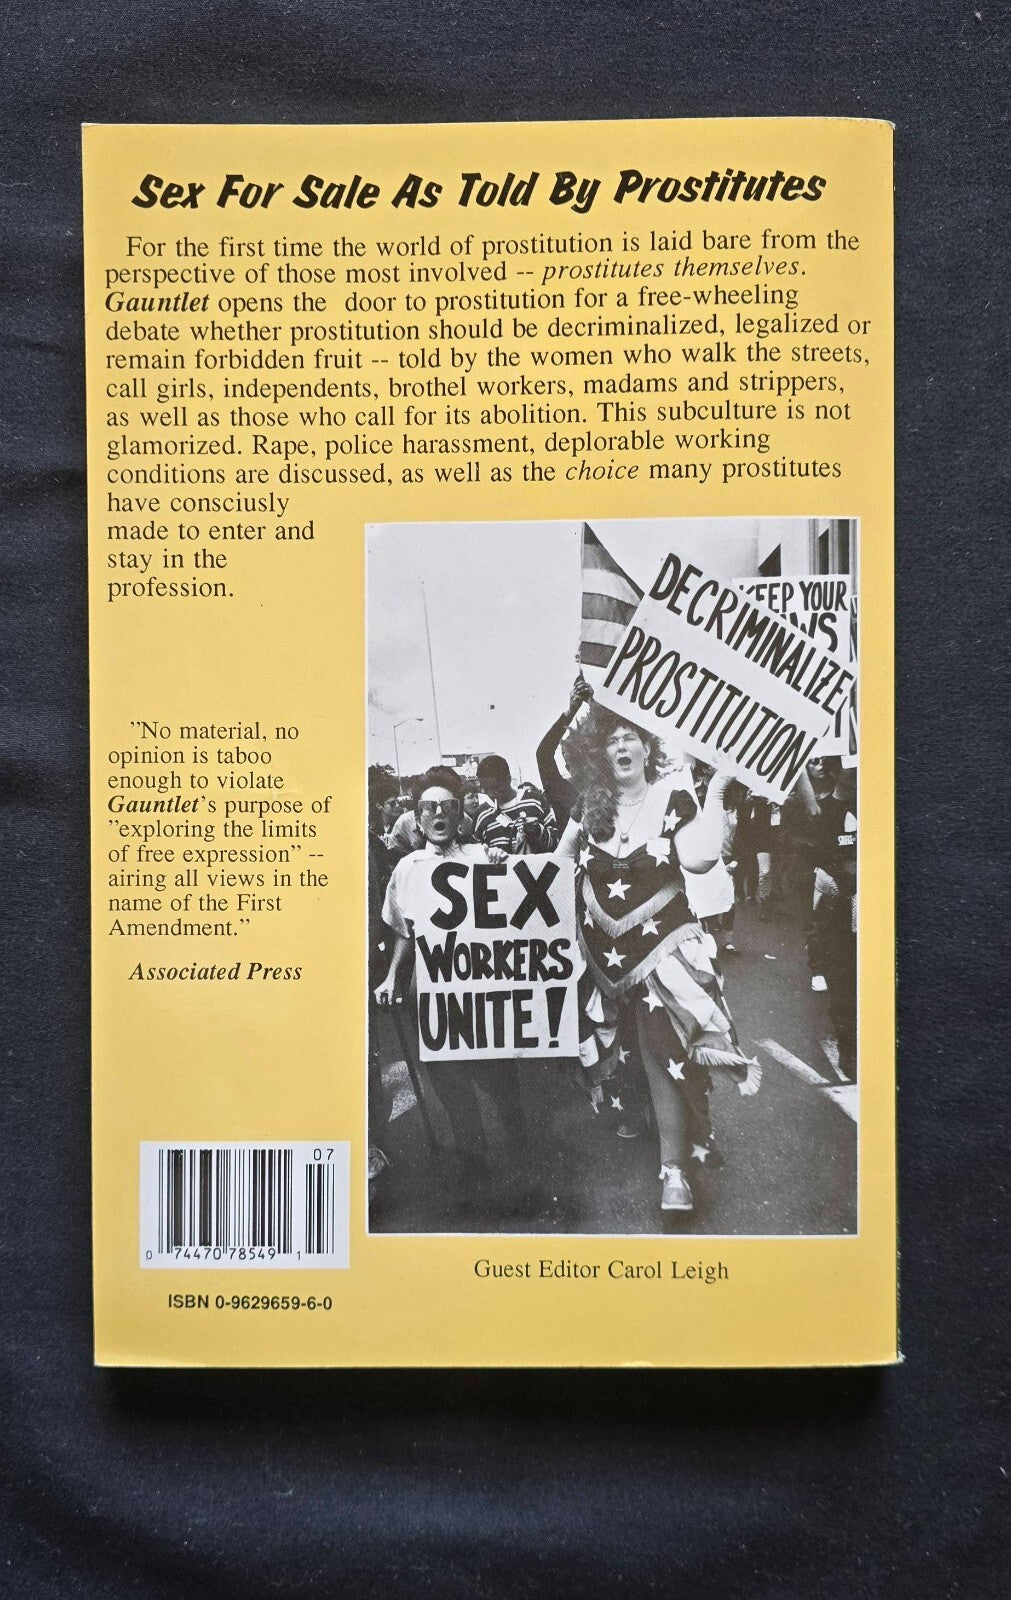 Sex For Sale As Told By Prostitutes
For the first time the world of prostitution is laid bare from the
perspective of those most involved -- prostitutes themselves.
Gauntlet opens the door to prostitution for a free-wheeling
debate whether prostitution should be decriminalized, legalized or
remain forbidden fruit -- told by the women who walk the streets,
call girls, independents, brothel workers, madams and strippers,
as well as those who call for its abolition. This subculture is not
glamorized. Rape, police harassment, deplorable working
conditions are discussed, as well as the choice many prostitutes
have consciusly
made to enter and
stay in the
profession.
"No material, no
opinion is taboo
enough to violate
Gauntlet's purpose of
"exploring the limits
of free expression" --
airing all views in the
name of the First
Amendment."
Associated Press
DECRIMINALIZE
PROSTITUTION
KEEP YOUR
SEX
WORKERS
UNITE!
07
0 74470 78549 1
ISBN 0-9629659-6-0
Guest Editor Carol Leigh